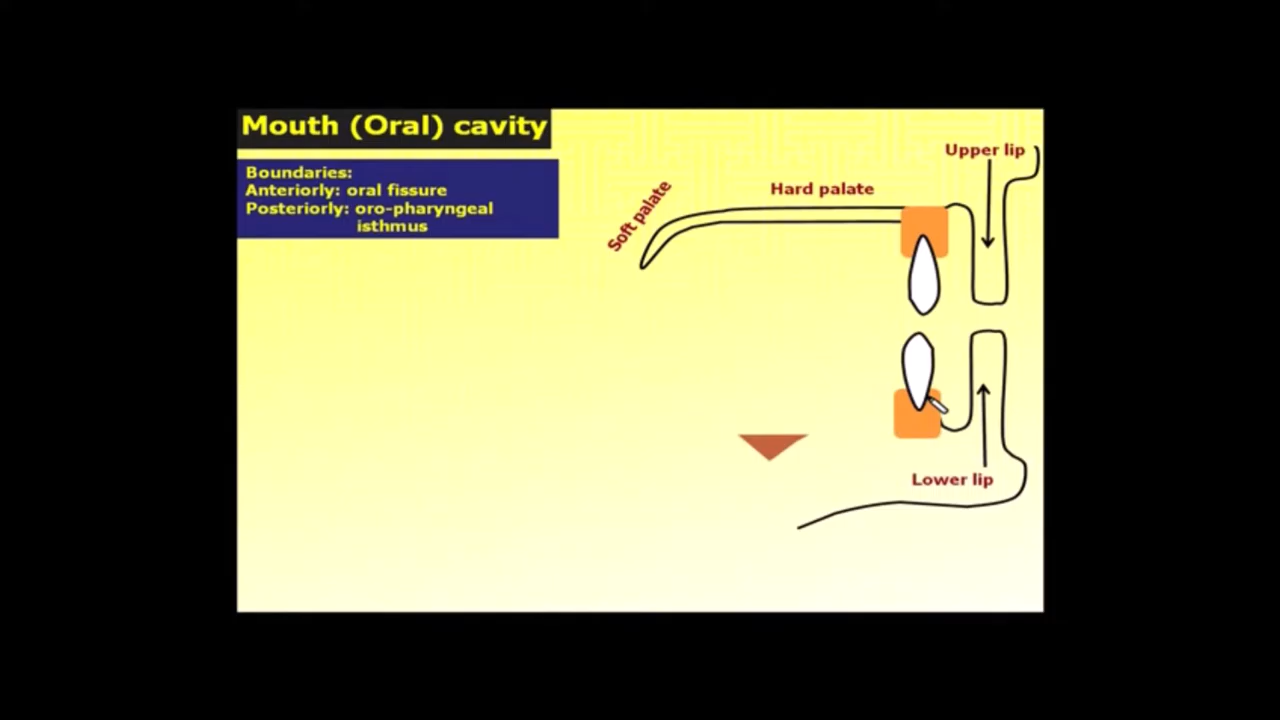 Mouth (Oral) cavity
Boundaries:
Anteriorly: oral fissure
Posteriorly: oro-pharyngeal
isthmus
Upper lip
Hard palate
Soft palate
Lower lip